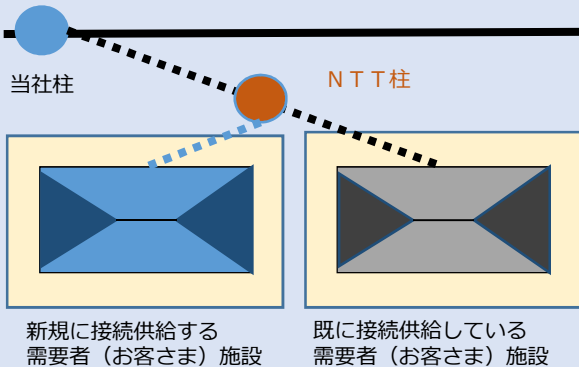 当社柱
ＮＴＴ柱
新規に接続供給する
需要者（お客さま）施設
既に接続供給している
需要者（お客さま）施設